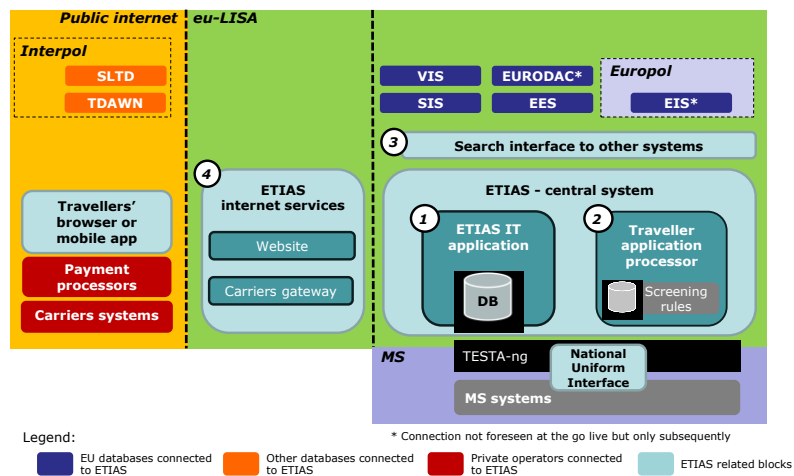 Public internet
eu-LISA
Interpol
SLTD
TDAWN
VIS
EURODAC*
SIS
EES
Europol
EIS*
3
Search interface to other systems
4
ETIAS
internet services
Website
Carriers gateway
Travellers’
browser or
mobile app
Payment
processors
Carriers systems
ETIAS - central system
1
ETIAS IT
application
DB
2
Traveller
application
processor
Screening
rules
MS
TESTA-ng
National
Uniform
Interface
MS systems
Legend:
* Connection not foreseen at the go live but only subsequently
EU databases connected
to ETIAS
Other databases connected
to ETIAS
Private operators connected
to ETIAS
ETIAS related blocks